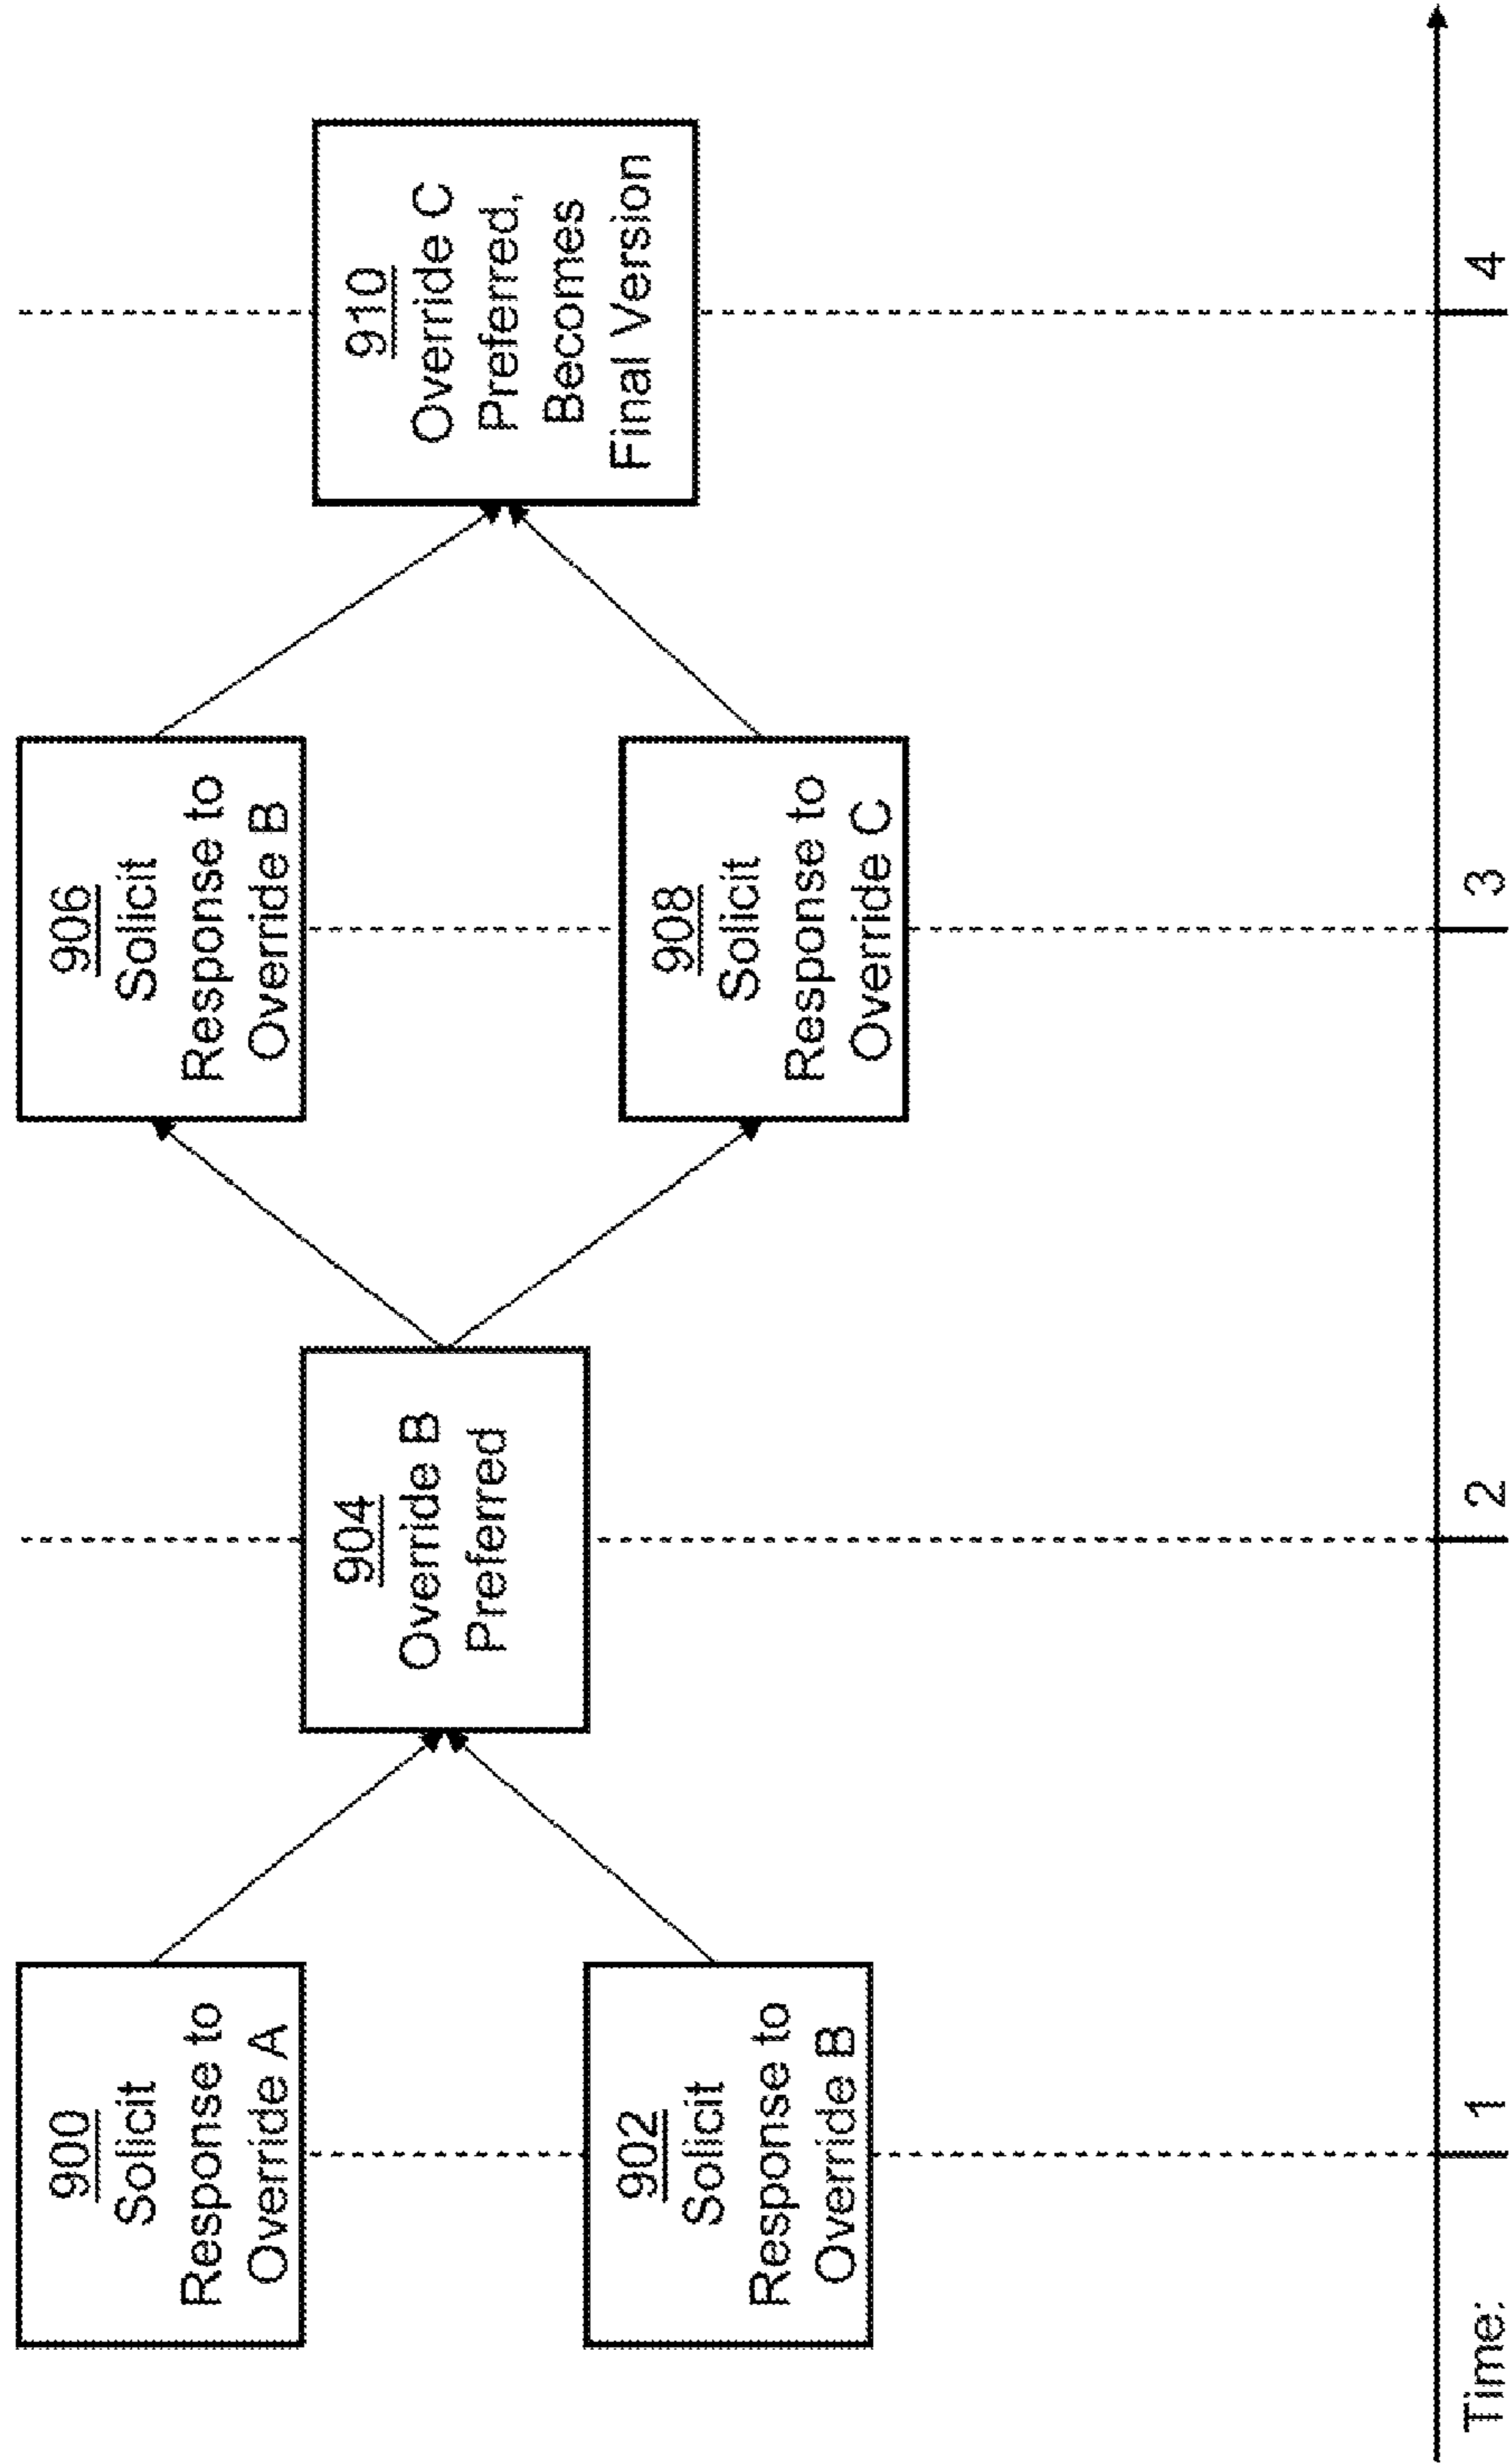 900
Solicit
Response to
Override A
902
Solicit
Response to
Override B
904
Override B
Preferred
906
Solicit
Response to
Override B
908
Solicit
Response to
Override C
910
Override C
Preferred,
Becomes
Final Version
Time:
1
2
3
4